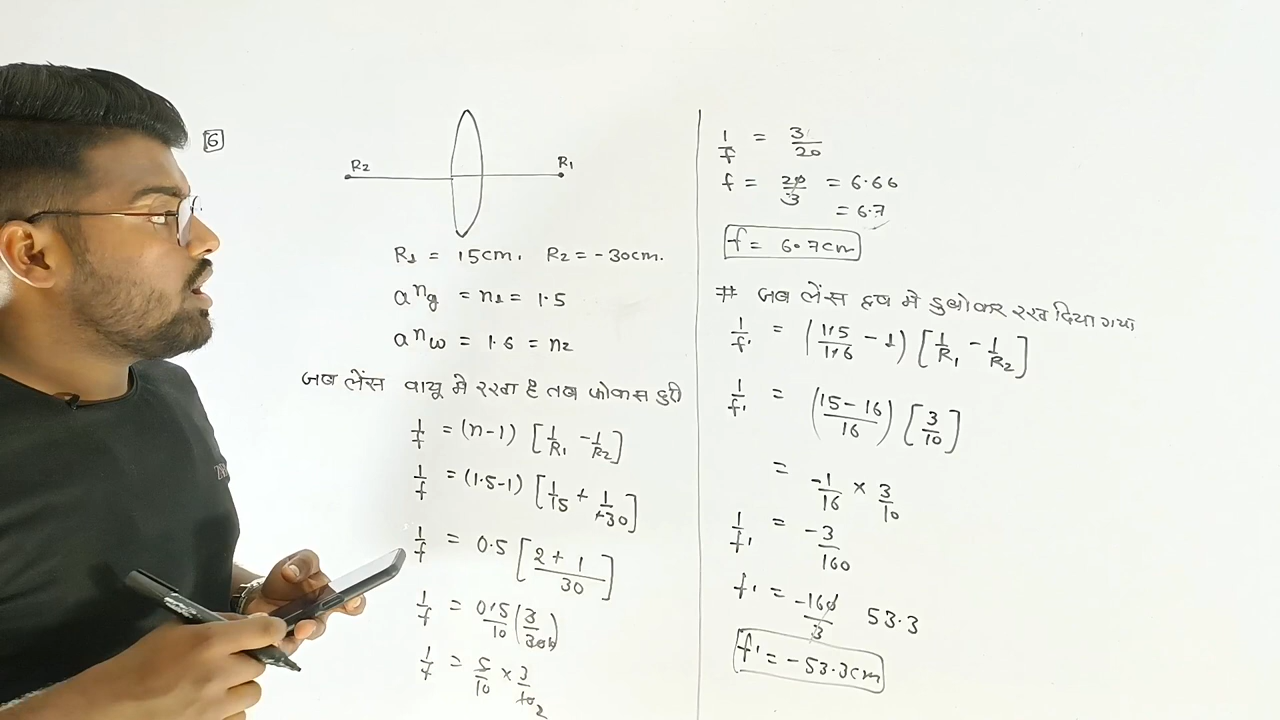 6
R2 R1
R1 = 15cm, R2 = -30cm.
ang = n1 = 1.5
anw = 1.6 = n2
जब लेंस वायु मे रखा है तब फोकस दुरी
1/f = (n-1) [1/R1 - 1/R2]
1/f = (1.5-1) [1/15 + 1/+30]
1/f = 0.5 [2+1/30]
1/f = 0.5/10 (3/30)
1/f = 5/10 × 3/10 2
1/f = 3/20
f = 20/3 = 6.66
= 6.7
f = 6.7cm
# जब लेंस द्रव मे डुबोकर रख दिया गया
1/f' = (1.5/1.6 - 1) [1/R1 - 1/R2]
1/f' = (15-16/16) [3/10]
= -1/16 × 3/10
1/f' = -3/160
f' = -160/3 53.3
f' = -53.3cm